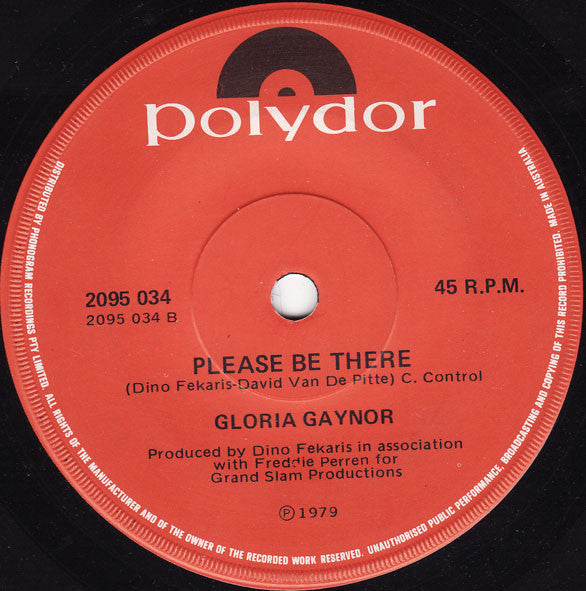 polydor
2095 034
2095 034 B
45 R.P.M.
PLEASE BE THERE
(Dino Fekaris-David Van De Pitte) C. Control
GLORIA GAYNOR
Produced by Dino Fekaris in association
with Freddie Perren for
Grand Slam Productions
Ⓟ 1979
DISTRIBUTED BY PHONOGRAM RECORDINGS PTY LIMITED. ALL RIGHTS OF THE MANUFACTURER AND OF THE OWNER OF THE RECORDED WORK RESERVED. UNAUTHORISED PUBLIC PERFORMANCE, BROADCASTING AND COPYING OF THIS RECORD PROHIBITED. MADE IN AUSTRALIA